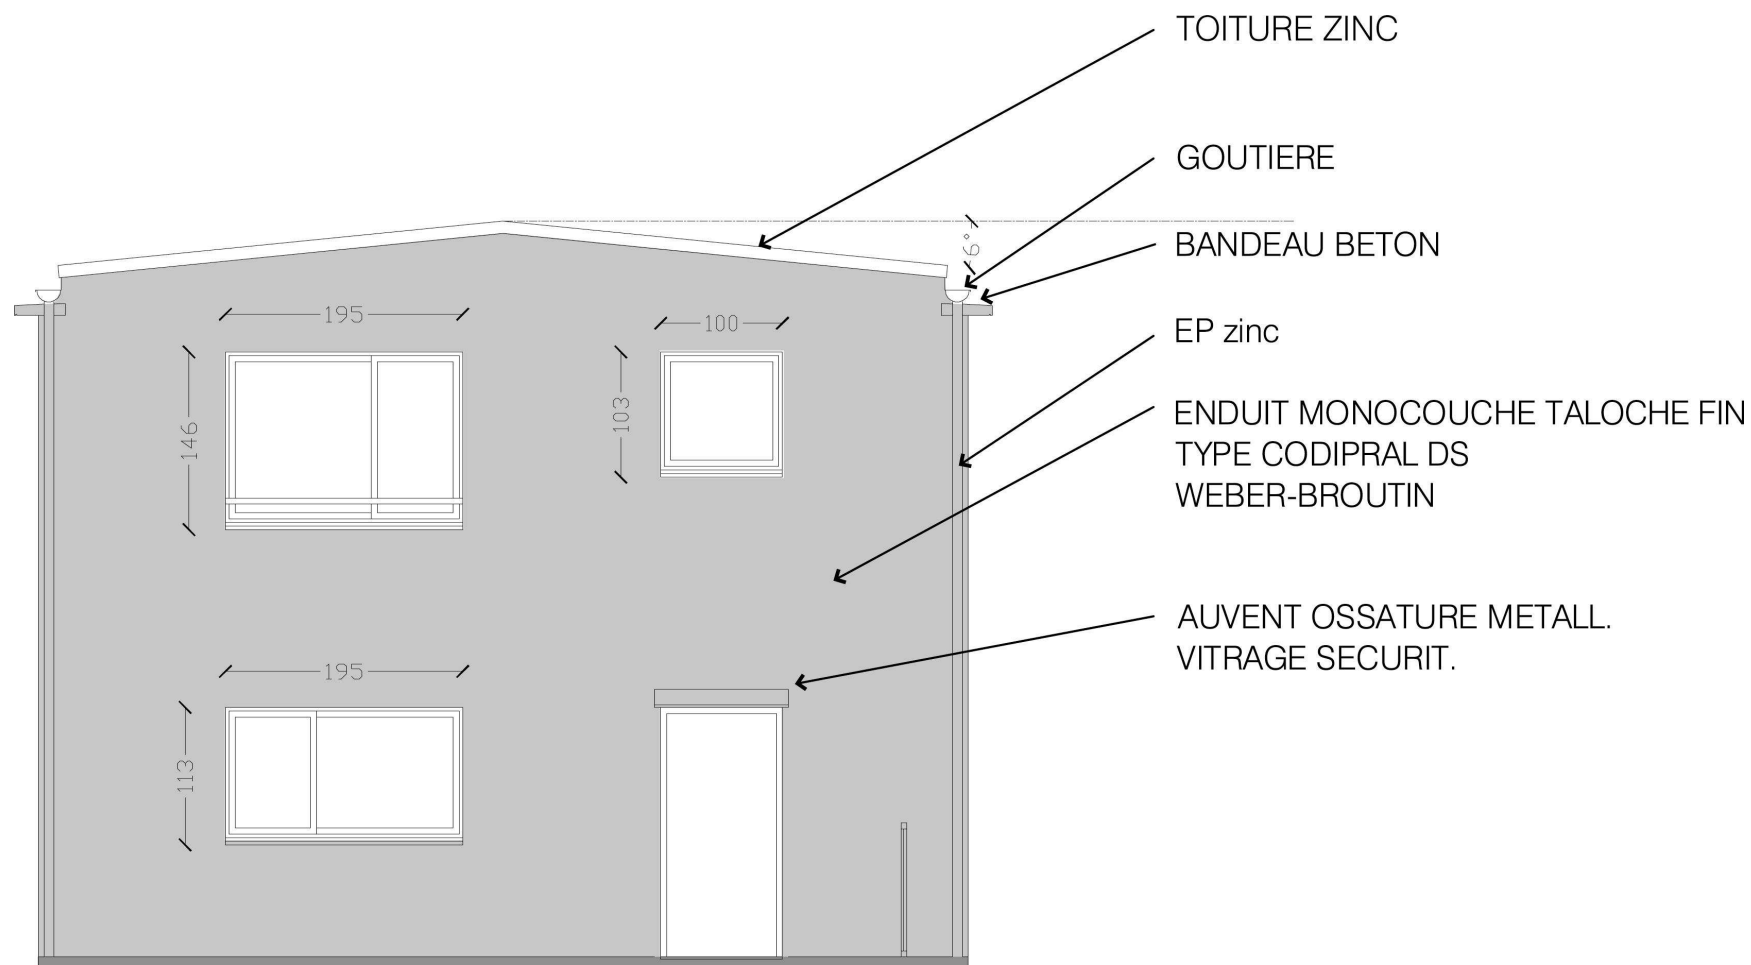 TOITURE ZINC
GOUTIERE
6°
BANDEAU BETON
195
100
EP zinc
146
103
ENDUIT MONOCOUCHE TALOCHE FIN
TYPE CODIPRAL DS
WEBER-BROUTIN
AUVENT OSSATURE METALL.
VITRAGE SECURIT.
195
113